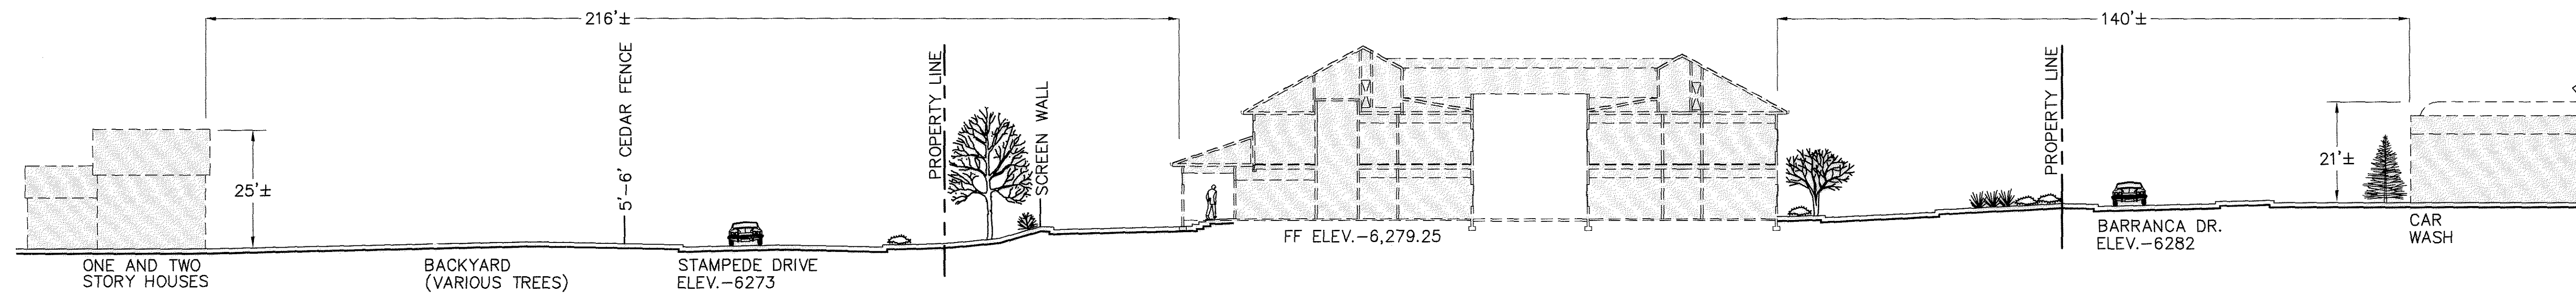 216'±
140'±
5'-6' CEDAR FENCE
PROPERTY LINE
SCREEN WALL
PROPERTY LINE
25'±
21'±
FF ELEV.-6,279.25
ONE AND TWO
STORY HOUSES
BACKYARD
(VARIOUS TREES)
STAMPEDE DRIVE
ELEV.-6273
BARRANCA DR.
ELEV.-6282
CAR
WASH